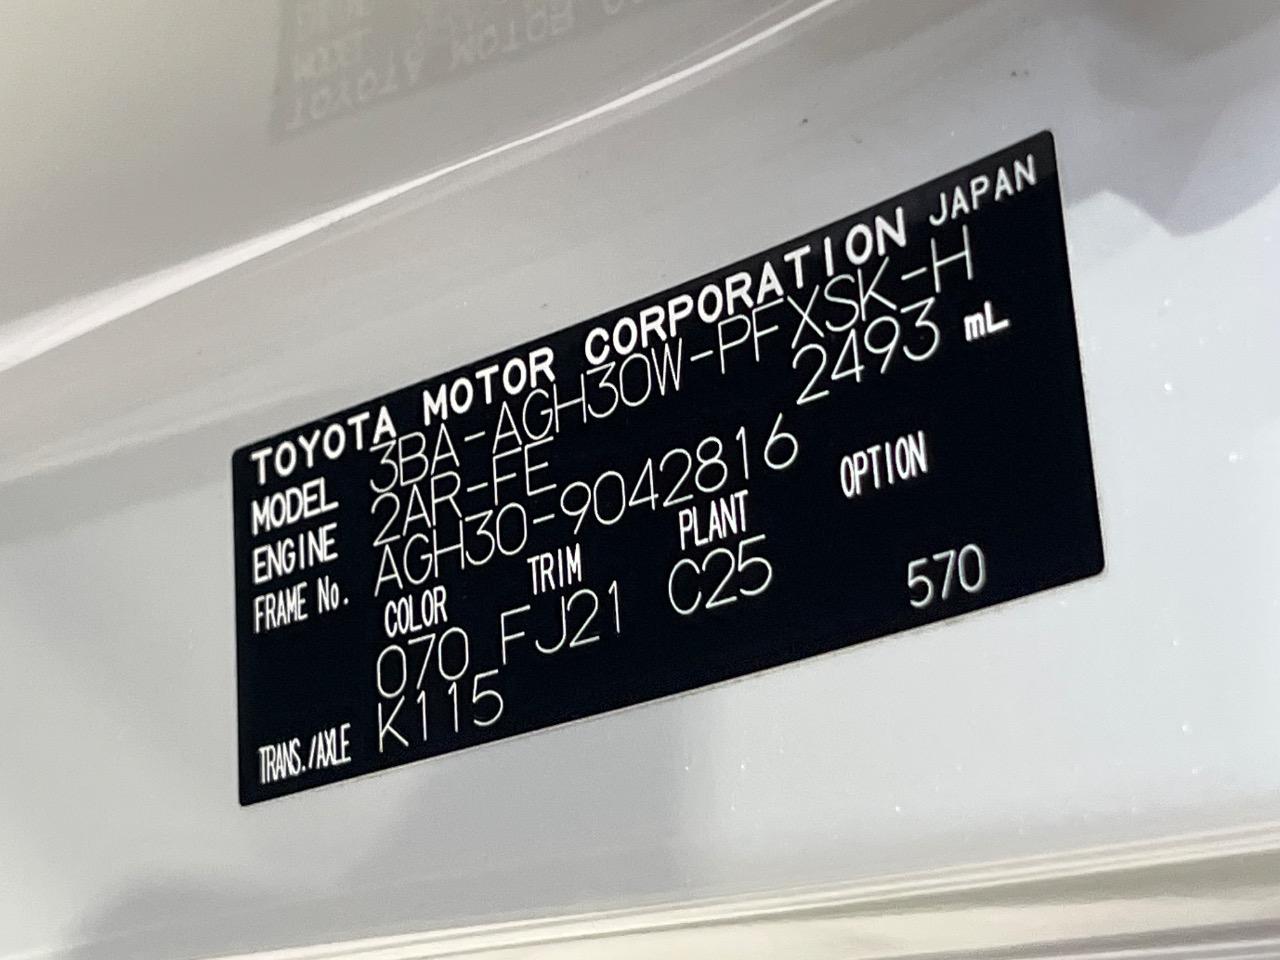 TOYOTA MOTOR CORPORATION JAPAN
MODEL 3BA-AGH30W-PFXSK-H
ENGINE 2AR-FE 2493 mL
FRAME No. AGH30-9042816
COLOR TRIM PLANT OPTION
070 FJ21 C25 570
TRANS./AXLE K115